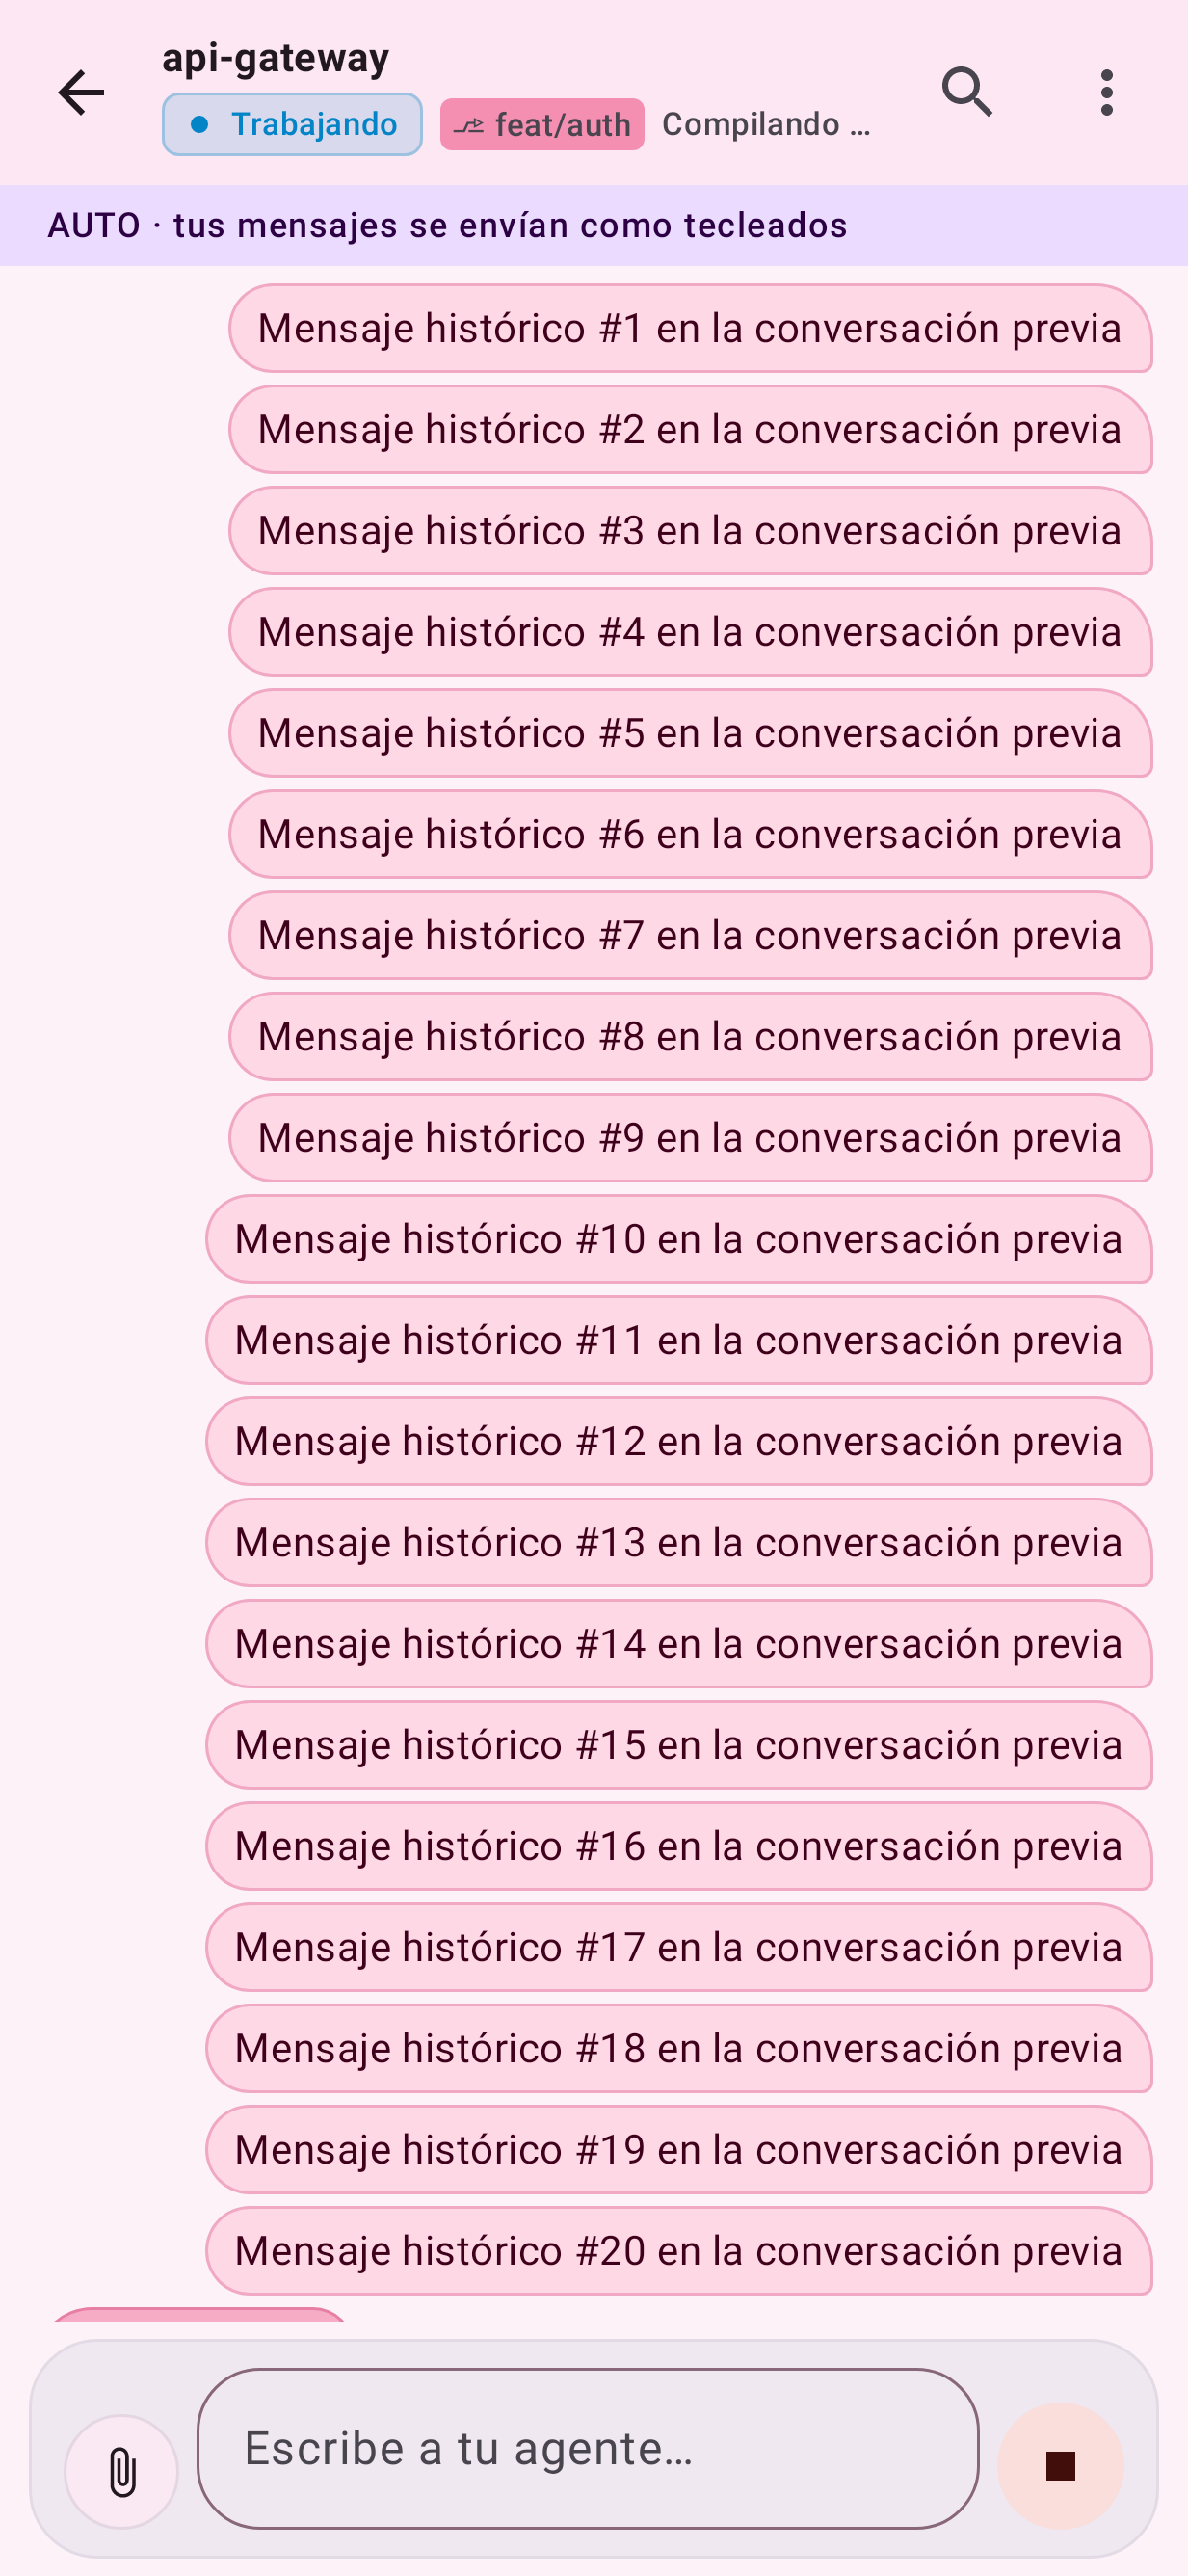 api-gateway
Trabajando feat/auth Compilando …
AUTO · tus mensajes se envían como tecleados
Mensaje histórico #1 en la conversación previa
Mensaje histórico #2 en la conversación previa
Mensaje histórico #3 en la conversación previa
Mensaje histórico #4 en la conversación previa
Mensaje histórico #5 en la conversación previa
Mensaje histórico #6 en la conversación previa
Mensaje histórico #7 en la conversación previa
Mensaje histórico #8 en la conversación previa
Mensaje histórico #9 en la conversación previa
Mensaje histórico #10 en la conversación previa
Mensaje histórico #11 en la conversación previa
Mensaje histórico #12 en la conversación previa
Mensaje histórico #13 en la conversación previa
Mensaje histórico #14 en la conversación previa
Mensaje histórico #15 en la conversación previa
Mensaje histórico #16 en la conversación previa
Mensaje histórico #17 en la conversación previa
Mensaje histórico #18 en la conversación previa
Mensaje histórico #19 en la conversación previa
Mensaje histórico #20 en la conversación previa
Escribe a tu agente…